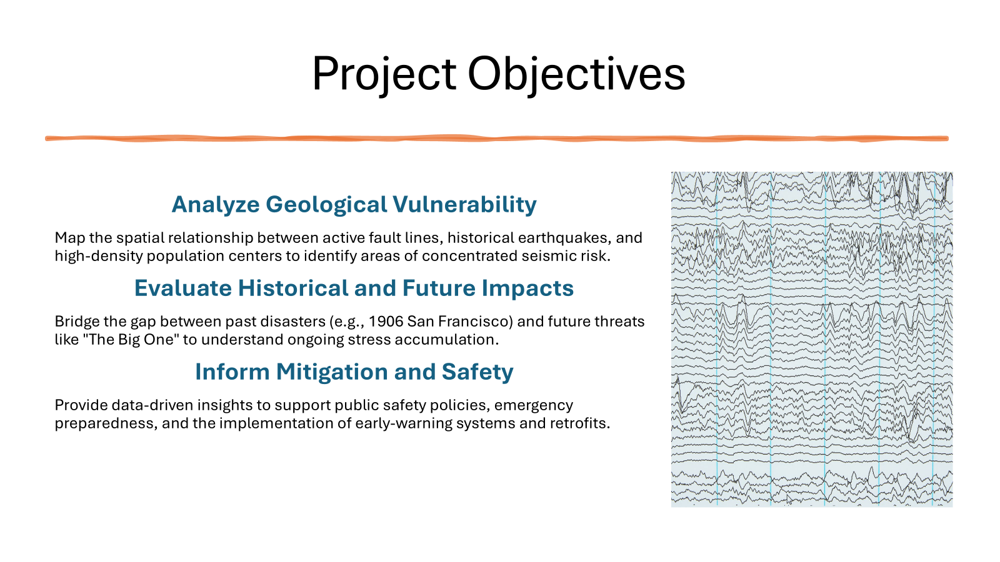 Project Objectives
Analyze Geological Vulnerability
Map the spatial relationship between active fault lines, historical earthquakes, and
high-density population centers to identify areas of concentrated seismic risk.
Evaluate Historical and Future Impacts
Bridge the gap between past disasters (e.g., 1906 San Francisco) and future threats
like "The Big One" to understand ongoing stress accumulation.
Inform Mitigation and Safety
Provide data-driven insights to support public safety policies, emergency
preparedness, and the implementation of early-warning systems and retrofits.